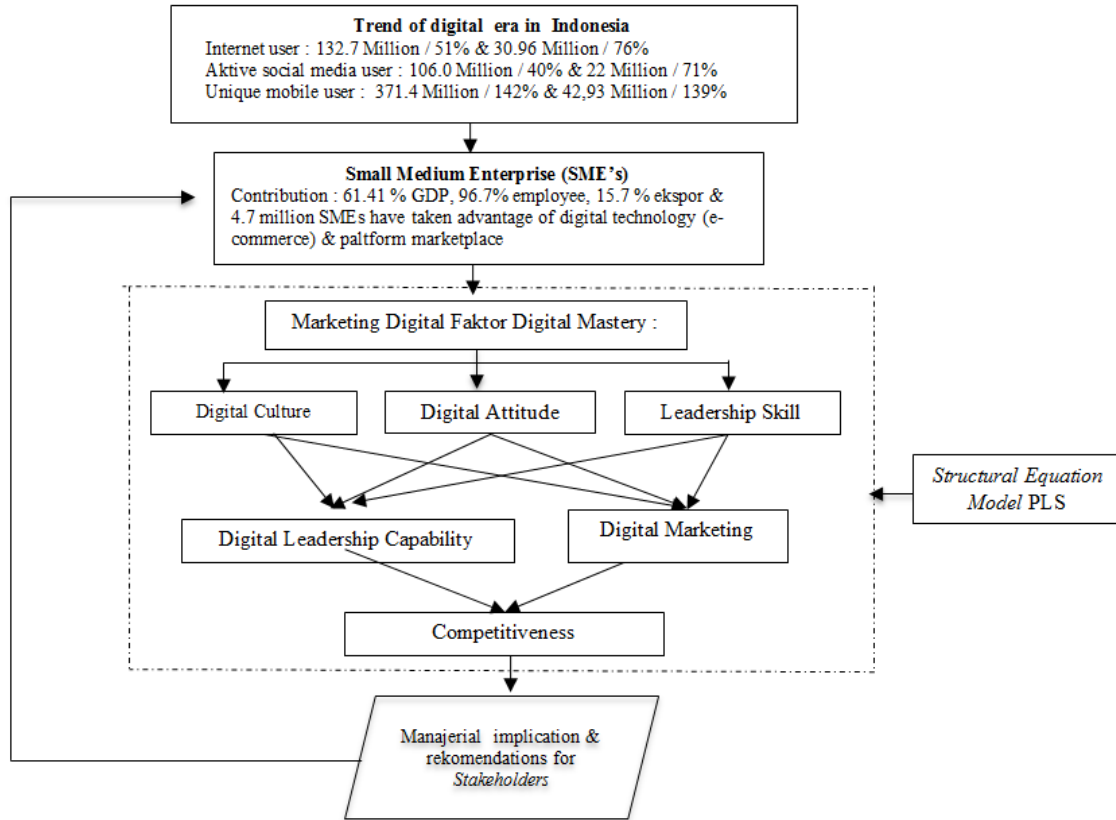 Trend of digital era in Indonesia
Internet user : 132.7 Million / 51% & 30.96 Million / 76%
Aktive social media user : 106.0 Million / 40% & 22 Million / 71%
Unique mobile user : 371.4 Million / 142% & 42,93 Million / 139%
Small Medium Enterprise (SME's)
Contribution : 61.41 % GDP, 96.7% employee, 15.7 % ekspor &
4.7 million SMEs have taken advantage of digital technology (e-
commerce) & paltform marketplace
Marketing Digital Faktor Digital Mastery :
Digital Culture
Digital Attitude
Leadership Skill
Structural Equation
Model PLS
Digital Leadership Capability
Digital Marketing
Competitiveness
Manajerial implication &
rekomendations for
Stakeholders